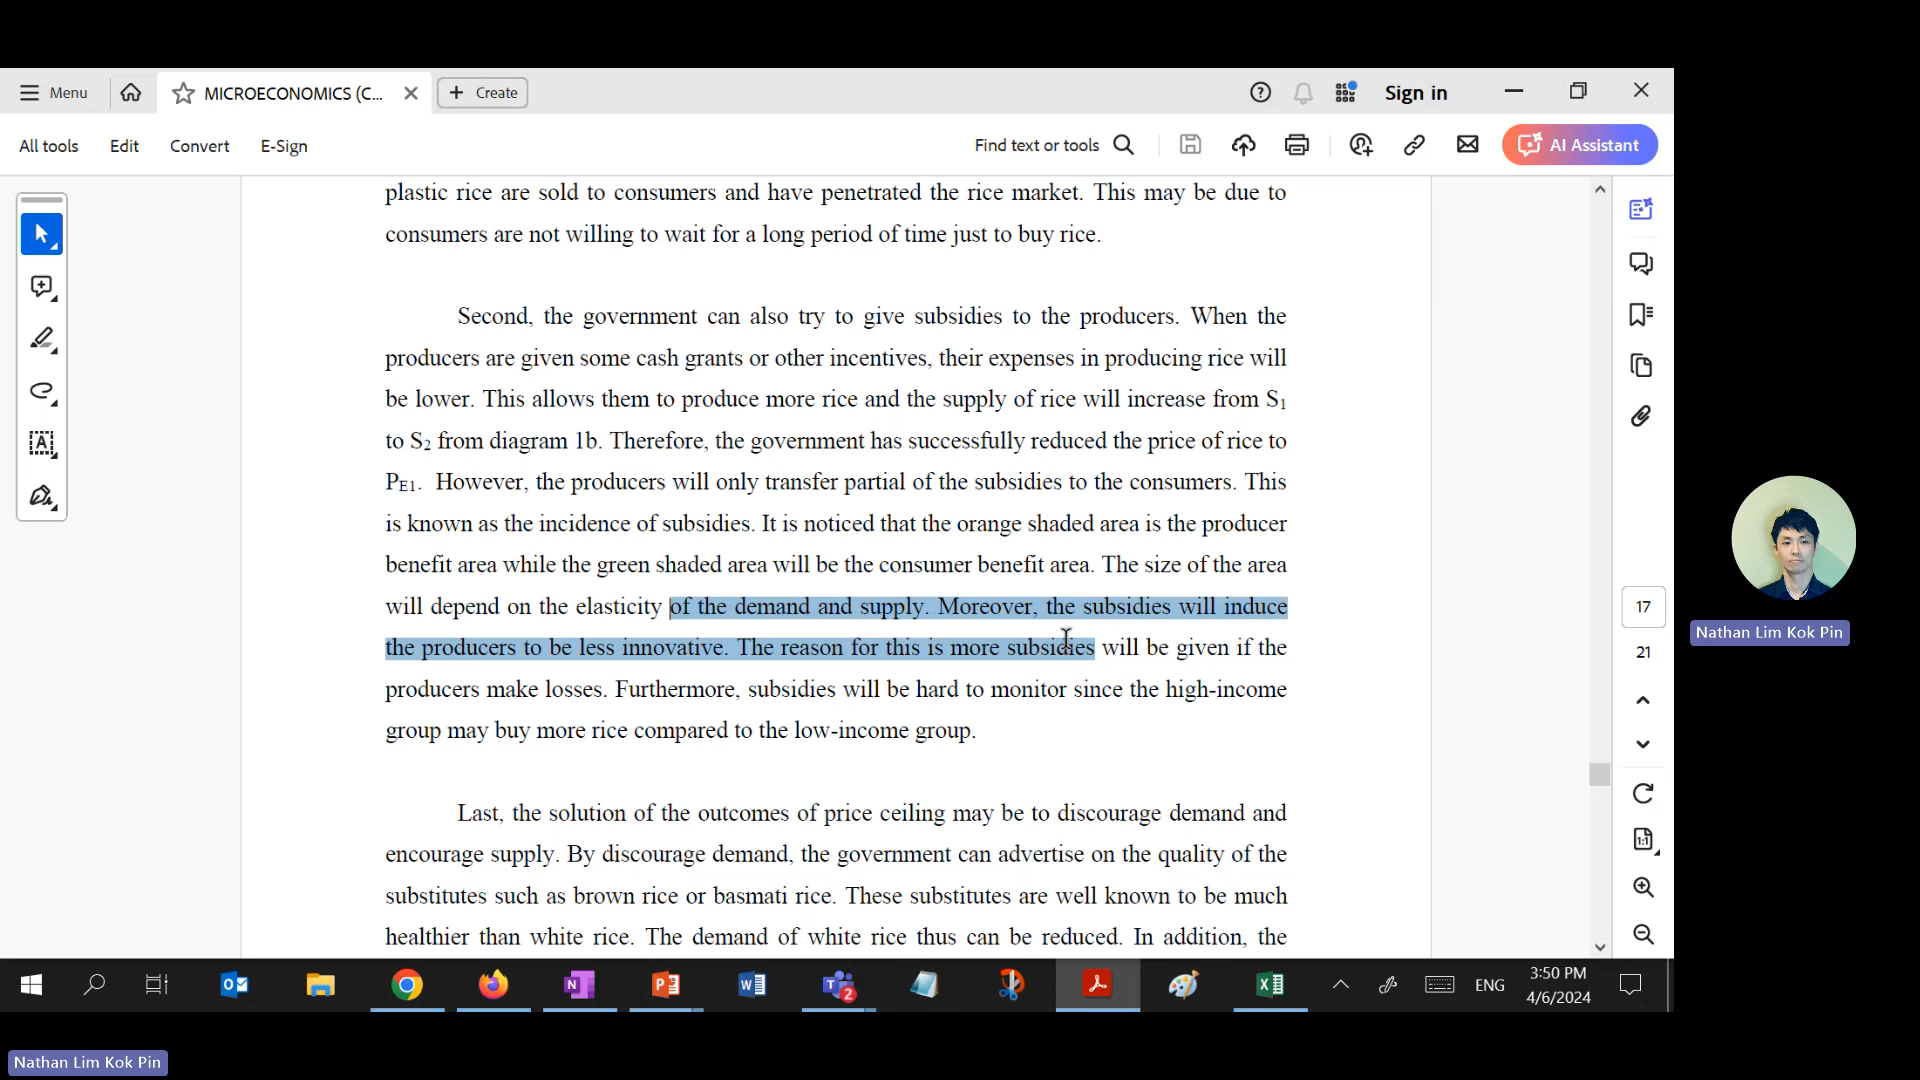 Menu
MICROECONOMICS (C...
Create
Sign in
All tools
Edit
Convert
E-Sign
Find text or tools
AI Assistant
plastic rice are sold to consumers and have penetrated the rice market. This may be due to
consumers are not willing to wait for a long period of time just to buy rice.
Second, the government can also try to give subsidies to the producers. When the
producers are given some cash grants or other incentives, their expenses in producing rice will
be lower. This allows them to produce more rice and the supply of rice will increase from S1
to S2 from diagram 1b. Therefore, the government has successfully reduced the price of rice to
PE1. However, the producers will only transfer partial of the subsidies to the consumers. This
is known as the incidence of subsidies. It is noticed that the orange shaded area is the producer
benefit area while the green shaded area will be the consumer benefit area. The size of the area
will depend on the elasticity of the demand and supply. Moreover, the subsidies will induce
the producers to be less innovative. The reason for this is more subsidies will be given if the
producers make losses. Furthermore, subsidies will be hard to monitor since the high-income
group may buy more rice compared to the low-income group.
Last, the solution of the outcomes of price ceiling may be to discourage demand and
encourage supply. By discourage demand, the government can advertise on the quality of the
substitutes such as brown rice or basmati rice. These substitutes are well known to be much
healthier than white rice. The demand of white rice thus can be reduced. In addition, the
17
21
1:1
Nathan Lim Kok Pin
2
ENG
3:50 PM
4/6/2024
Nathan Lim Kok Pin